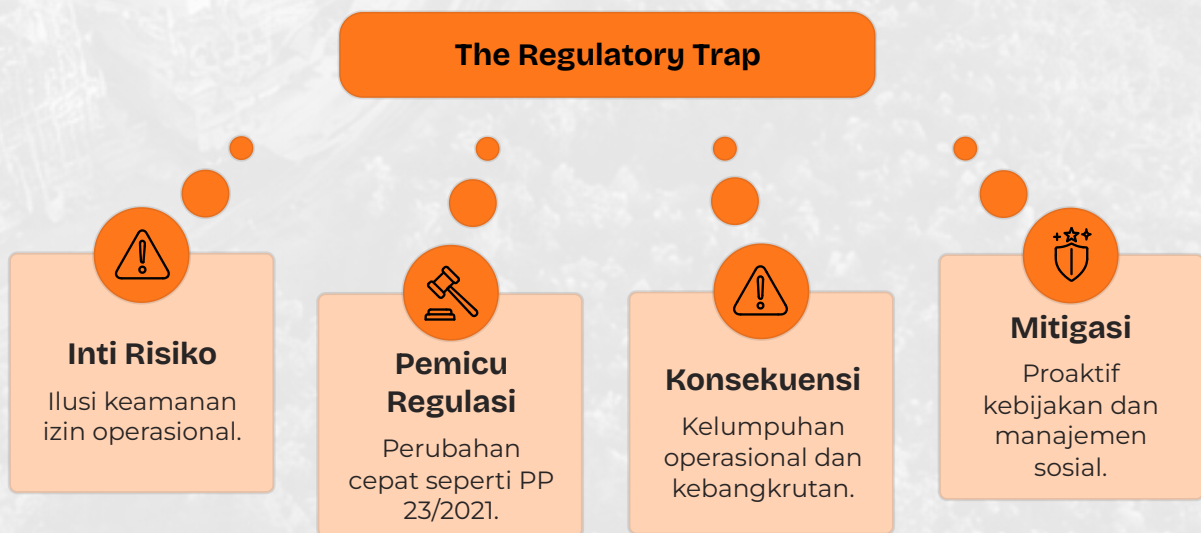 The Regulatory Trap
Inti Risiko
Ilusi keamanan
izin operasional.
Pemicu
Regulasi
Perubahan
cepat seperti PP
23/2021.
Konsekuensi
Kelumpuhan
operasional dan
kebangkrutan.
Mitigasi
Proaktif
kebijakan dan
manajemen
sosial.